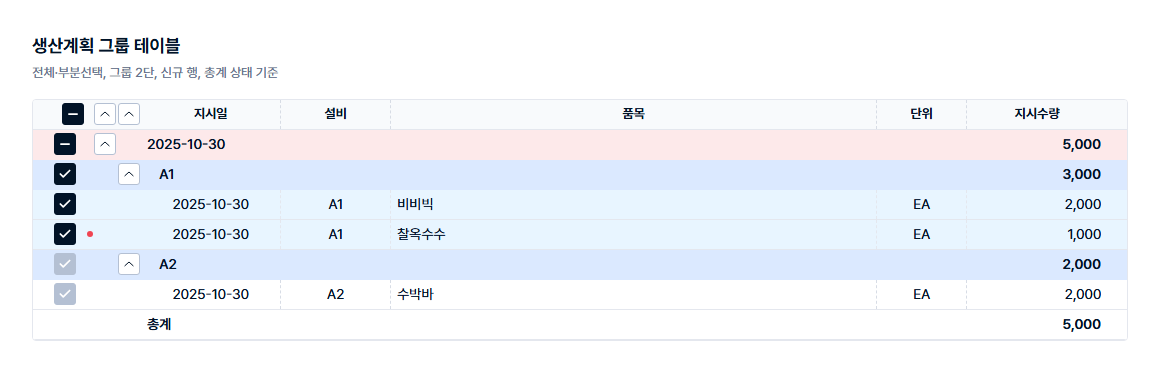 생산계획 그룹 테이블
전체·부분선택, 그룹 2단, 신규 행, 총계 상태 기준
지시일 설비 품목 단위 지시수량
2025-10-30 5,000
A1 3,000
2025-10-30 A1 비비빅 EA 2,000
2025-10-30 A1 찰옥수수 EA 1,000
A2 2,000
2025-10-30 A2 수박바 EA 2,000
총계 5,000